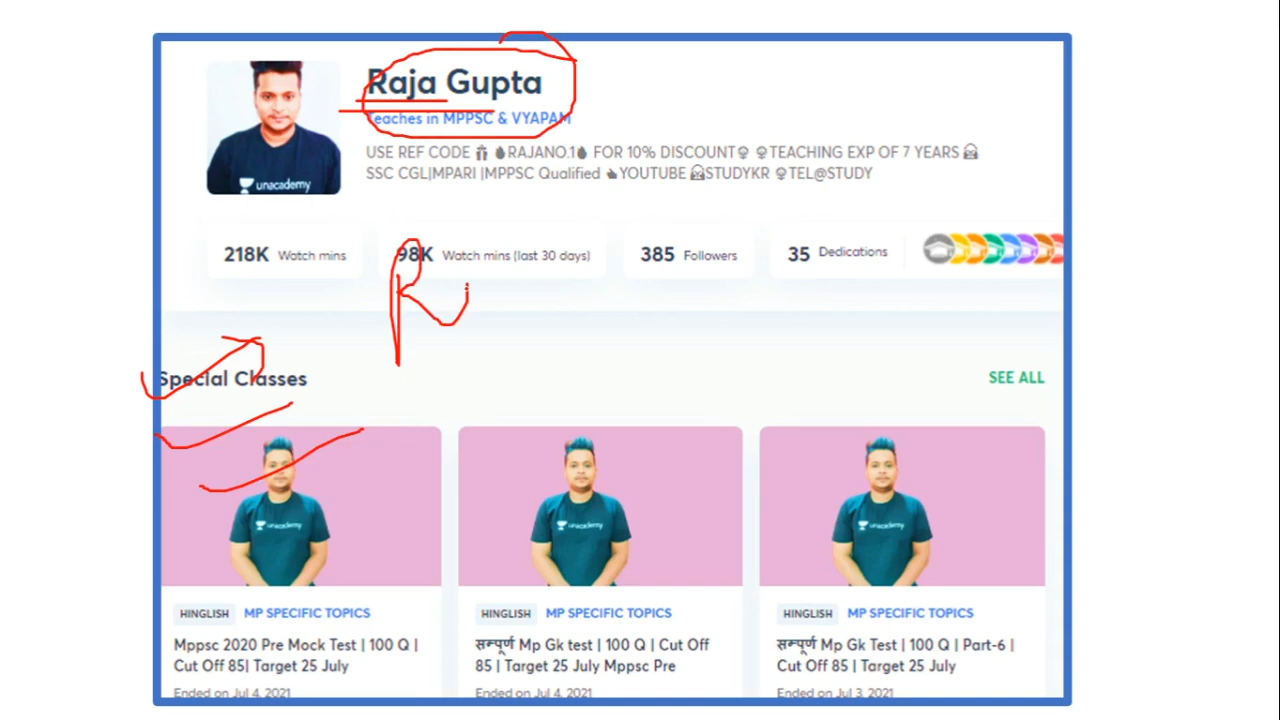 Raja Gupta
Teaches in MPPSC & VYAPAM
USE REF CODE RAJANO.1 FOR 10% DISCOUNT TEACHING EXP OF 7 YEARS
SSC CGL|MPARI |MPPSC Qualified YOUTUBE STUDYKR TEL@STUDY
unacademy
218K Watch mins
98K Watch mins (last 30 days)
385 Followers
35 Dedications
R
Special Classes
SEE ALL
unacademy
unacademy
unacademy
HINGLISH MP SPECIFIC TOPICS
Mppsc 2020 Pre Mock Test | 100 Q |
Cut Off 85| Target 25 July
Ended on Jul 4, 2021
HINGLISH MP SPECIFIC TOPICS
सम्पूर्ण Mp Gk test | 100 Q | Cut Off
85 | Target 25 July Mppsc Pre
Ended on Jul 4, 2021
HINGLISH MP SPECIFIC TOPICS
सम्पूर्ण Mp Gk Test | 100 Q | Part-6 |
Cut Off 85 | Target 25 July
Ended on Jul 3, 2021